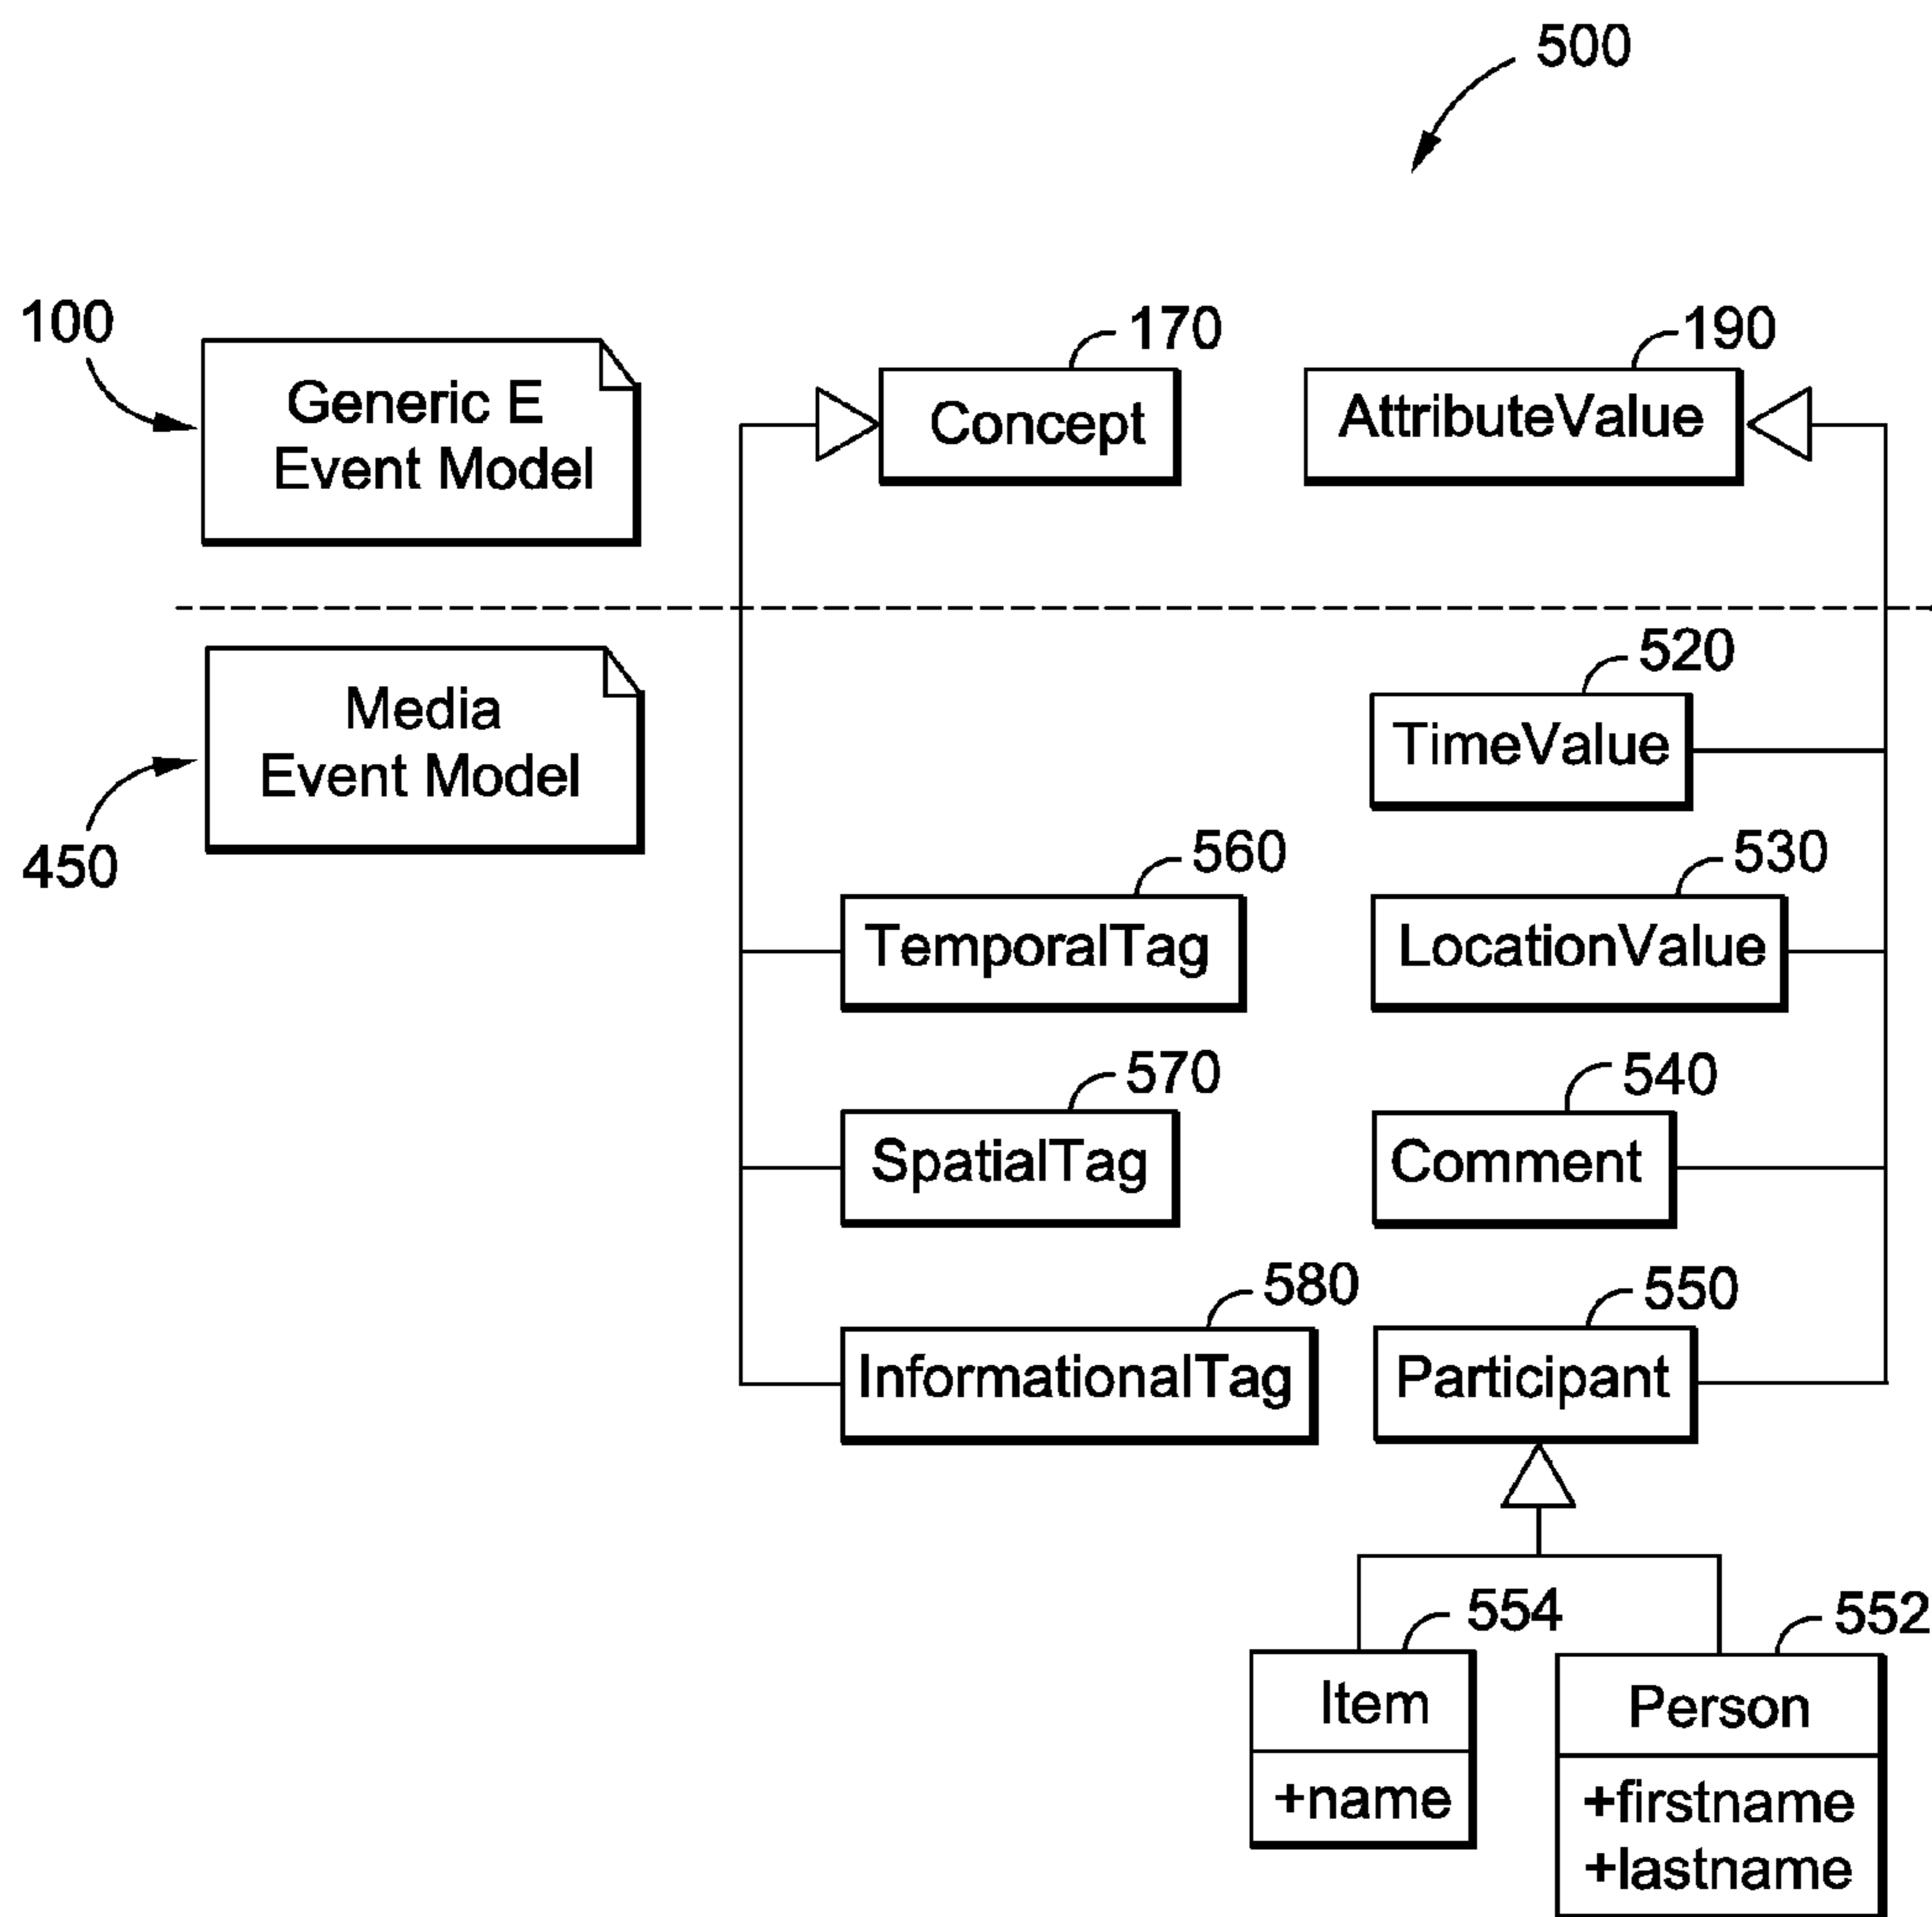 500
100
170
190
Generic E
Event Model
Concept
AttributeValue
Media
Event Model
450
520
TimeValue
560
530
TemporalTag
LocationValue
570
540
SpatialTag
Comment
580
550
InformationalTag
Participant
554
552
Item
+name
Person
+firstname
+lastname